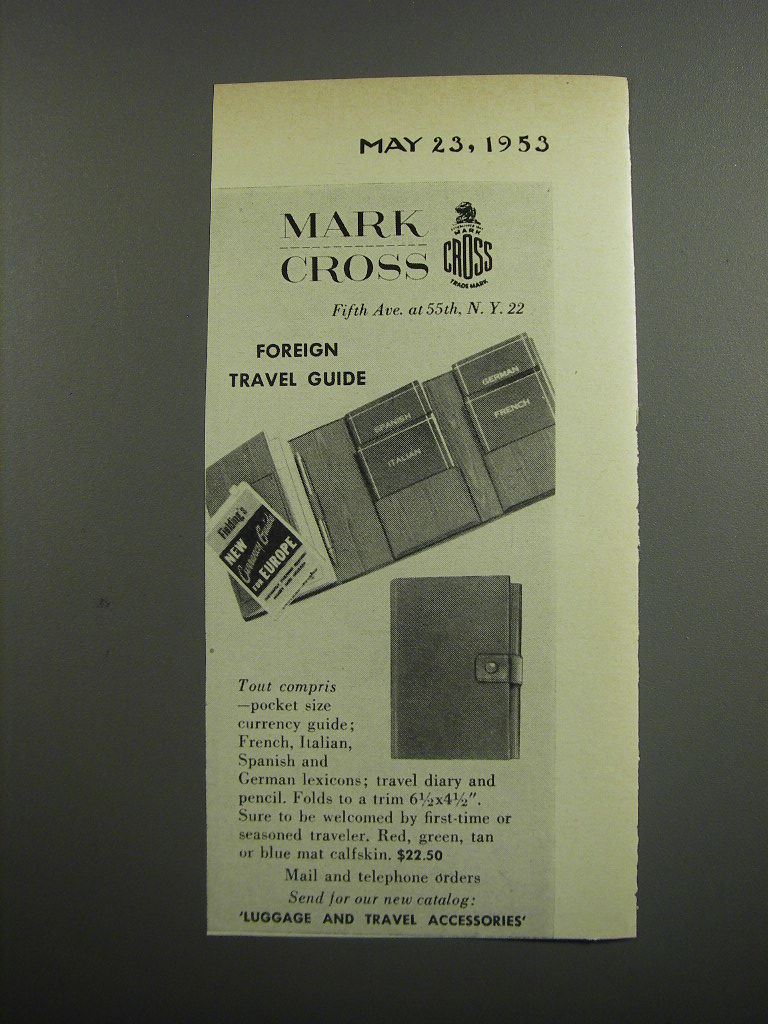 MAY 23, 1953
MARK
CROSS
MARK
CROSS
TRADE MARK
Fifth Ave. at 55th, N. Y. 22
FOREIGN
TRAVEL GUIDE
SPANISH
ITALIAN
GERMAN
FRENCH
Fielding's
NEW
Currency Guide
FOR EUROPE
Tout compris
—pocket size
currency guide;
French, Italian,
Spanish and
German lexicons; travel diary and
pencil. Folds to a trim 6½x4½".
Sure to be welcomed by first-time or
seasoned traveler. Red, green, tan
or blue mat calfskin. $22.50
Mail and telephone orders
Send for our new catalog:
'LUGGAGE AND TRAVEL ACCESSORIES'